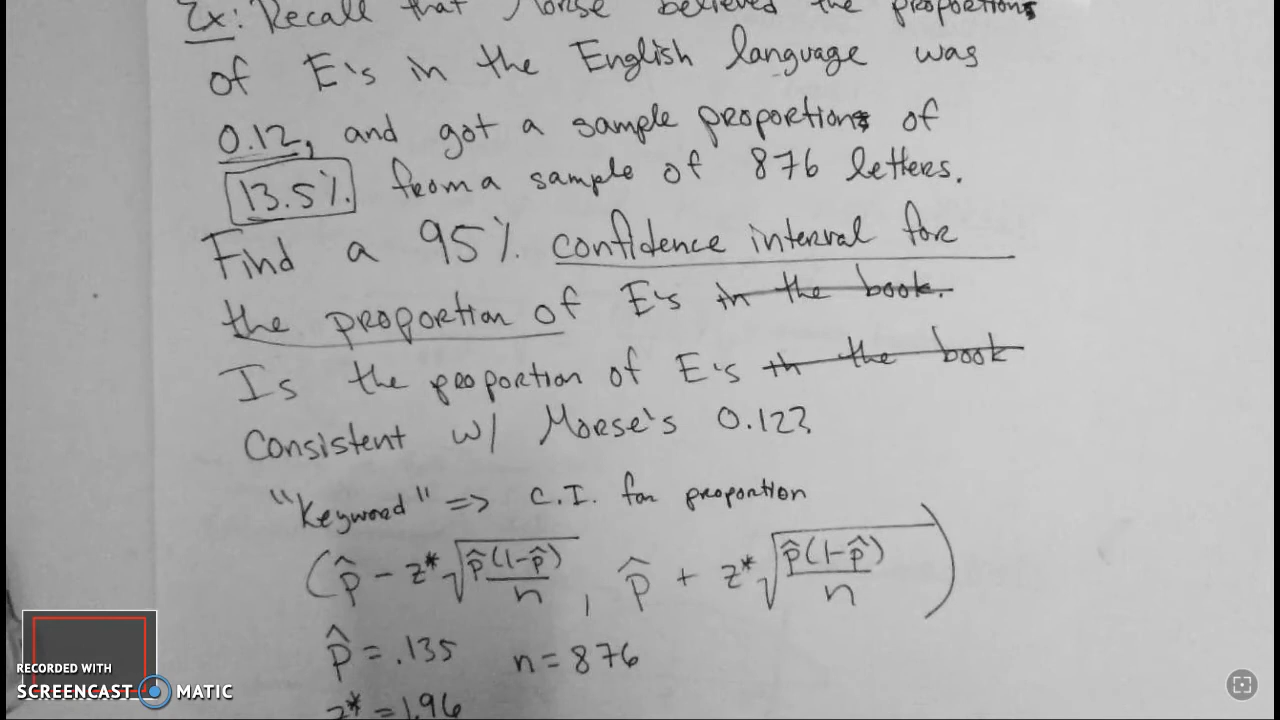 Ex: Recall that Morse believed the proportions
of E's in the English language was
0.12, and got a sample proportions of
13.5% from a sample of 876 letters.
Find a 95% confidence interval for
the proportion of E's in the book.
Is the proportion of E's in the book
Consistent w/ Morse's 0.12?
"Keyword" => C.I. for proportion
(p̂ - z*√(p̂(1-p̂)/n), p̂ + z*√(p̂(1-p̂)/n))
p̂ = .135 n = 876
z* = 1.96
RECORDED WITH
SCREENCAST MATIC